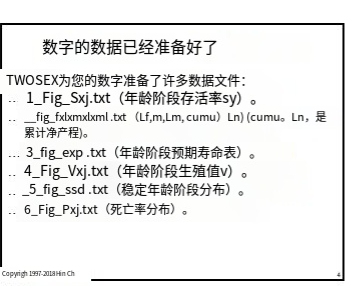 数字的数据已经准备好了
TWOSEX为您的数字准备了许多数据文件：
.. 1_Fig_Sxj.txt（年龄阶段存活率sy）。
.. __fig_fxlxmxlxml .txt （Lf,m,Lm, cumu）Ln) (cumu。Ln，是
累计净产程)。
... 3_fig_exp .txt（年龄阶段预期寿命表）。
.. 4_Fig_Vxj.txt（年龄阶段生殖值v）。
.. _5_fig_ssd .txt（稳定年龄阶段分布）。
.. 6_Fig_Pxj.txt（死亡率分布）。
Copyrigh 1997-2018 Hin Ch
4